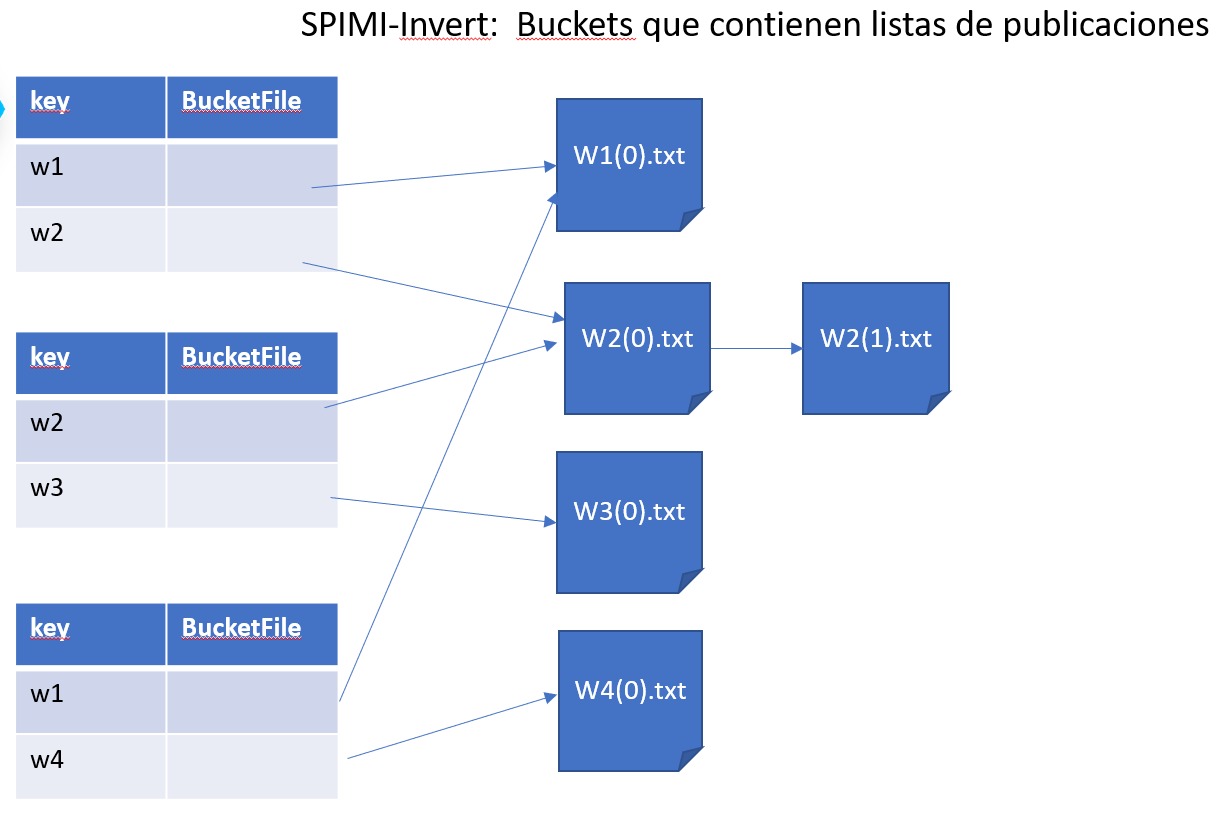 SPIMI-Invert:  Buckets que contienen listas de publicaciones
key BucketFile
w1
w2
key BucketFile
w2
w3
key BucketFile
w1
w4
W1(0).txt
W2(0).txt W2(1).txt
W3(0).txt
W4(0).txt